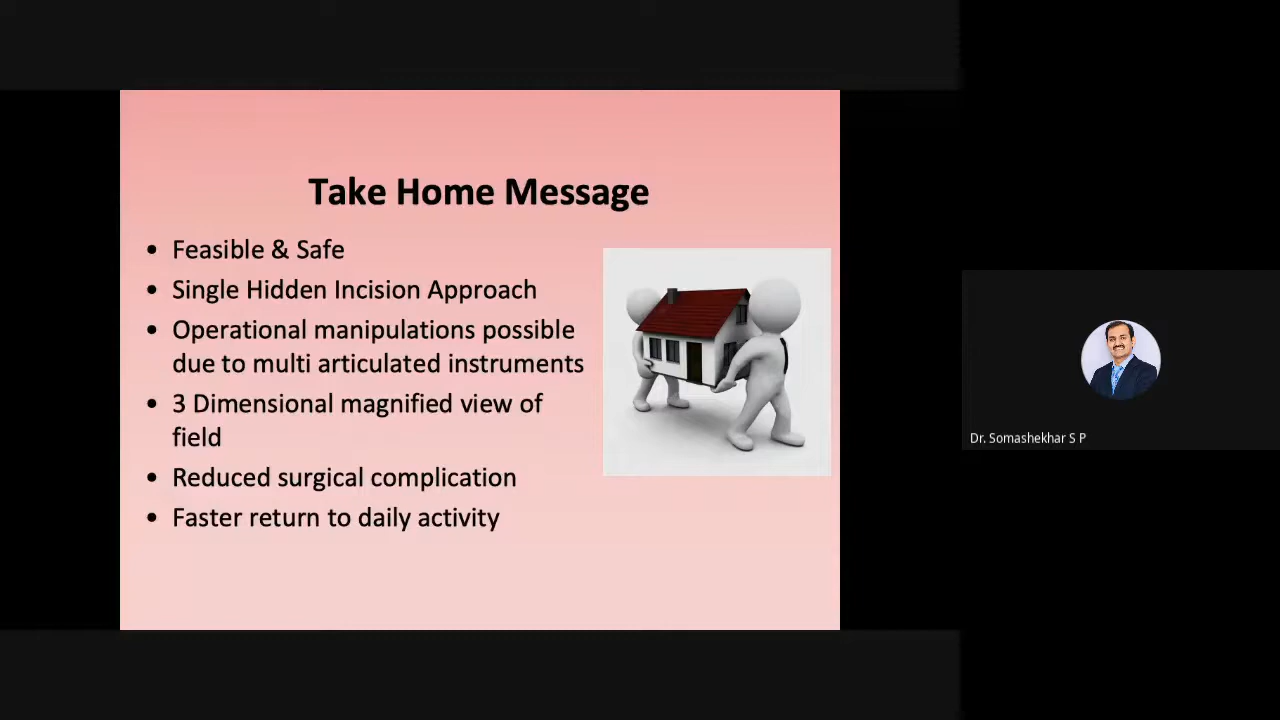 Take Home Message
• Feasible & Safe
• Single Hidden Incision Approach
• Operational manipulations possible
due to multi articulated instruments
• 3 Dimensional magnified view of
field
• Reduced surgical complication
• Faster return to daily activity
Dr. Somashekhar S P